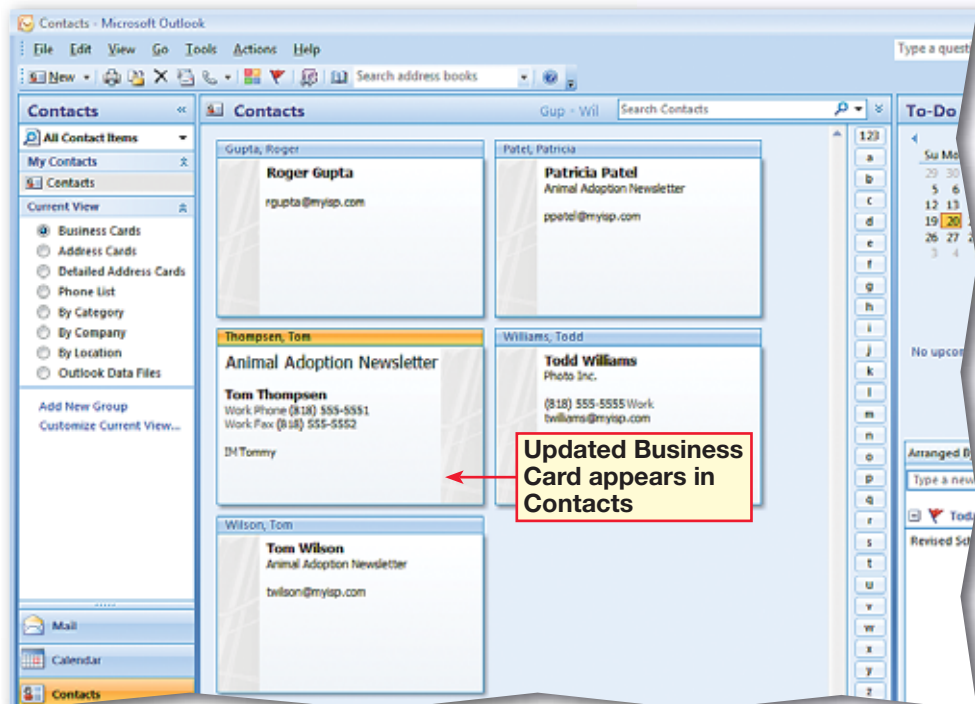 Contacts - Microsoft Outlook
File Edit View Go Tools Actions Help
Type a quest
New Search address books
Contacts «
All Contact Items
My Contacts
Contacts
Current View
Business Cards
Address Cards
Detailed Address Cards
Phone List
By Category
By Company
By Location
Outlook Data Files
Add New Group
Customize Current View...
Mail
Calendar
Contacts
Contacts Gup - Wil Search Contacts
Gupta, Roger
Roger Gupta
rgupta@myisp.com
Patel, Patricia
Patricia Patel
Animal Adoption Newsletter
ppatel@myisp.com
Thompsen, Tom
Animal Adoption Newsletter
Tom Thompsen
Work Phone (818) 555-5551
Work Fax (818) 555-5552
IM Tommy
Williams, Todd
Todd Williams
Photo Inc.
(818) 555-5555 Work
twilliams@myisp.com
Updated Business
Card appears in
Contacts
Wilson, Tom
Tom Wilson
Animal Adoption Newsletter
twilson@myisp.com
123
a
b
c
d
e
f
g
h
i
j
k
l
m
n
o
p
q
r
s
t
u
v
w
x
y
z
To-Do
Su Mo
29 30
5 6
12 13
19 20
26 27 2
3 4
No upcom
Arranged B
Type a new
Toda
Revised Sch